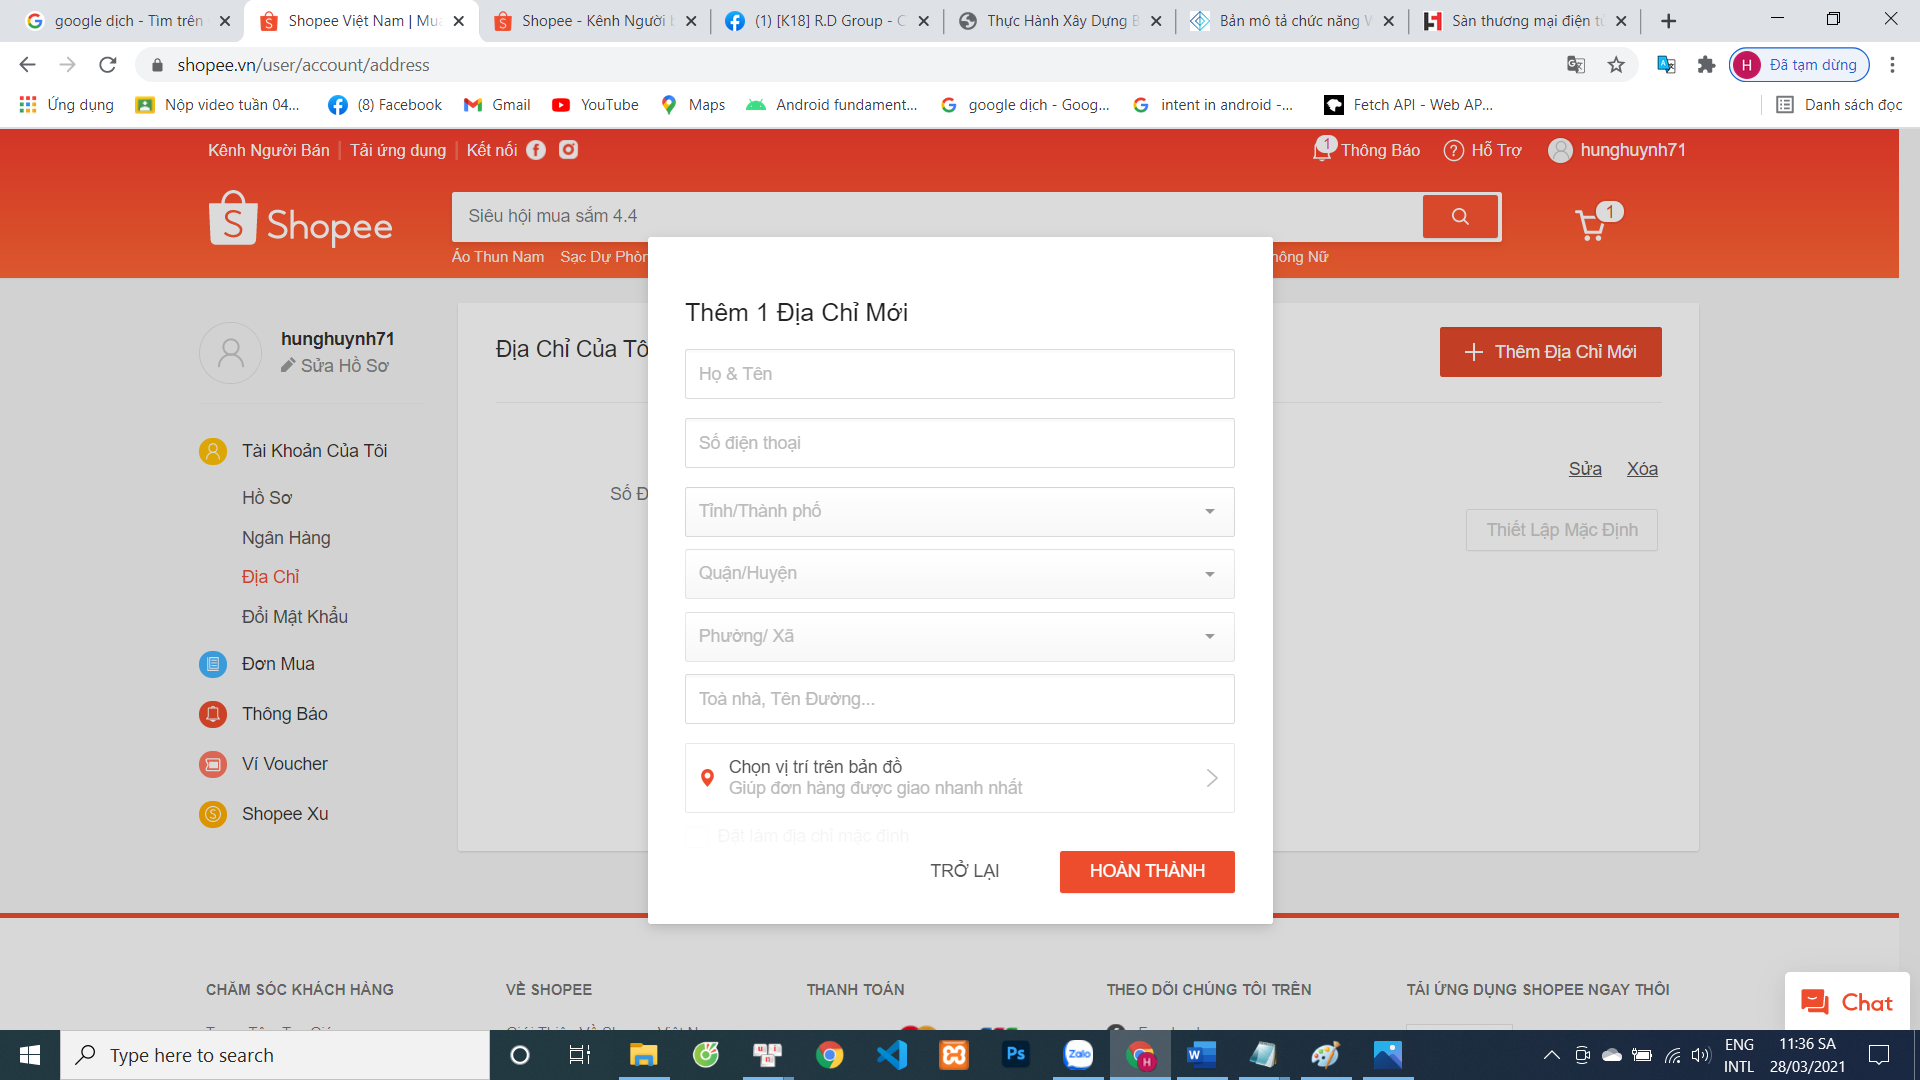 google dịch - Tìm trên
Shopee Việt Nam | Mua
Shopee - Kênh Người b
(1) [K18] R.D Group - C
Thực Hành Xây Dựng B
Bản mô tả chức năng V
Sàn thương mại điện tử
shopee.vn/user/account/address
H
Đã tạm dừng
Ứng dụng
Nộp video tuần 04...
(8) Facebook
Gmail
YouTube
Maps
Android fundament...
google dịch - Goog...
intent in android -...
Fetch API - Web AP...
Danh sách đọc
Kênh Người Bán
Tải ứng dụng
Kết nối
1
Thông Báo
Hỗ Trợ
hunghuynh71
Shopee
Siêu hội mua sắm 4.4
1
Áo Thun Nam
Sạc Dự Phòn
hông Nữ
hunghuynh71
Sửa Hồ Sơ
Tài Khoản Của Tôi
Hồ Sơ
Ngân Hàng
Địa Chỉ
Đổi Mật Khẩu
Đơn Mua
Thông Báo
Ví Voucher
Shopee Xu
Địa Chỉ Của Tô
Thêm Địa Chỉ Mới
Số Đ
Sửa
Xóa
Thiết Lập Mặc Định
Thêm 1 Địa Chỉ Mới
Họ & Tên
Số điện thoại
Tỉnh/Thành phố
Quận/Huyện
Phường/ Xã
Toà nhà, Tên Đường...
Chọn vị trí trên bản đồ
Giúp đơn hàng được giao nhanh nhất
Đặt làm địa chỉ mặc định
TRỞ LẠI
HOÀN THÀNH
CHĂM SÓC KHÁCH HÀNG
VỀ SHOPEE
THANH TOÁN
THEO DÕI CHÚNG TÔI TRÊN
TẢI ỨNG DỤNG SHOPEE NGAY THÔI
Chat
Type here to search
Ps
Zalo
H
W
ENG
INTL
11:36 SA
28/03/2021